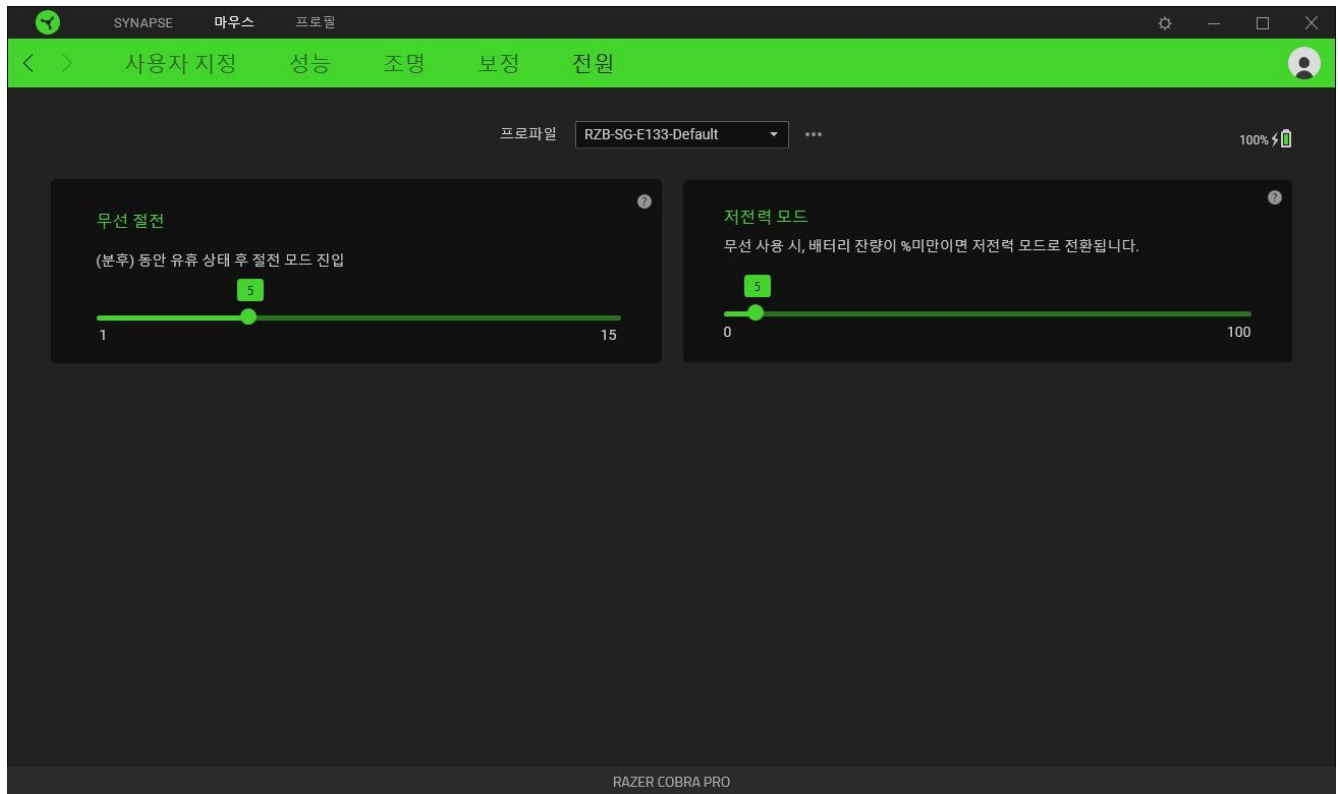 SYNAPSE 마우스 프로필
사용자 지정 성능 조명 보정 전원
프로파일 RZB-SG-E133-Default
100%
무선 절전
(분후) 동안 유휴 상태 후 절전 모드 진입
5
1 15
저전력 모드
무선 사용 시, 배터리 잔량이 %미만이면 저전력 모드로 전환됩니다.
5
0 100
RAZER COBRA PRO